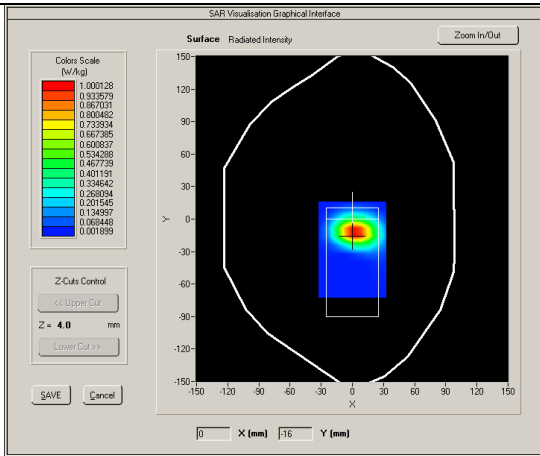 SAR Visualisation Graphical Interface
Surface Radiated Intensity
Zoom In/Out
Colors Scale
(W/kg)
1.000128
0.933579
0.867031
0.800482
0.733934
0.667385
0.600837
0.534288
0.467739
0.401191
0.334642
0.268094
0.201545
0.134997
0.068448
0.001899
150
120
90
60
30
0
-30
-60
-90
-120
-150
Y
-150 -120 -90 -60 -30 0 30 60 90 120 150
X
Z-Cuts Control
<< Upper Cut
Z = 4.0 mm
Lower Cut >>
SAVE Cancel
0 X (mm) -16 Y (mm)